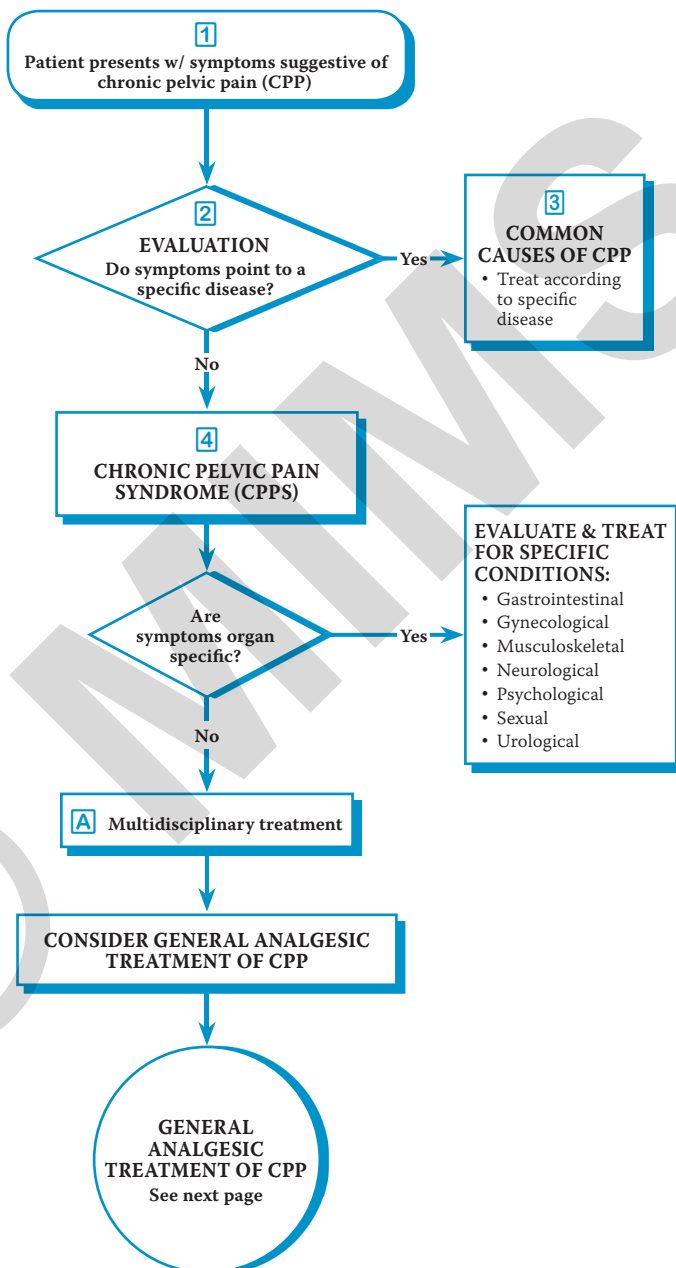 1
Patient presents w/ symptoms suggestive of
chronic pelvic pain (CPP)
2
EVALUATION
Do symptoms point to a
specific disease?
Yes
3
COMMON
CAUSES OF CPP
• Treat according
to specific
disease
No
4
CHRONIC PELVIC PAIN
SYNDROME (CPPS)
Are
symptoms organ
specific?
Yes
EVALUATE & TREAT
FOR SPECIFIC
CONDITIONS:
• Gastrointestinal
• Gynecological
• Musculoskeletal
• Neurological
• Psychological
• Sexual
• Urological
No
A Multidisciplinary treatment
CONSIDER GENERAL ANALGESIC
TREATMENT OF CPP
GENERAL
ANALGESIC
TREATMENT OF CPP
See next page
© MIMS